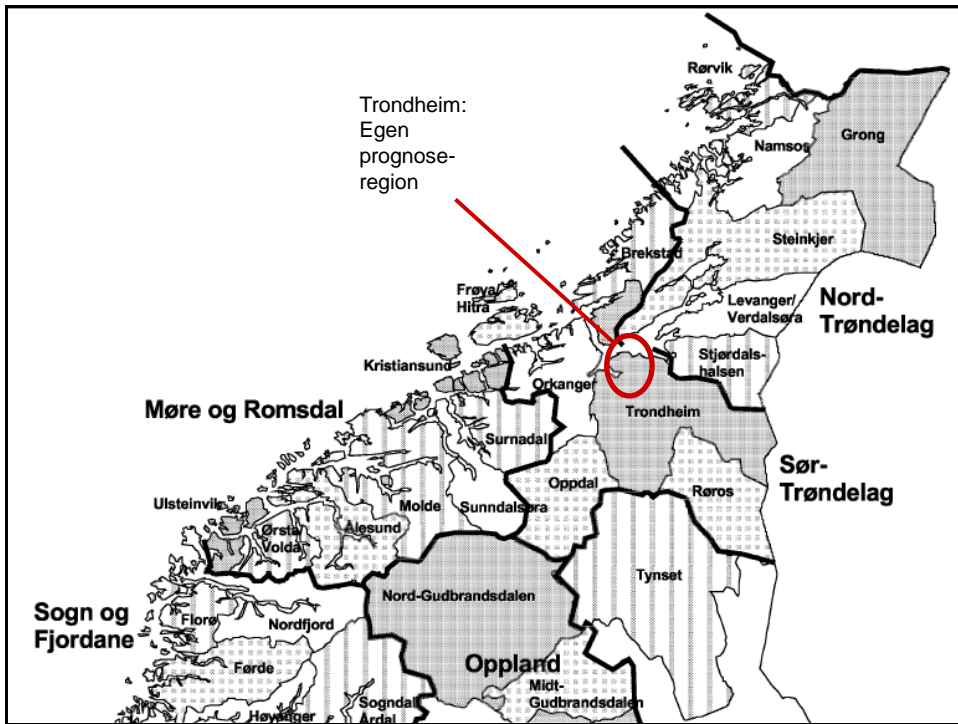 Rørvik
Trondheim:
Egen
prognose-
region
Grong
Namsos
Steinkjer
Brekstad
Frøya
Hitra
Levanger/
Verdalsøra
Nord-
Trøndelag
Kristiansund
Stjørdals-
halsen
Orkanger
Møre og Romsdal
Trondheim
Surnadal
Sør-
Trøndelag
Oppdal
Røros
Ulsteinvik
Molde
Sunndalsøra
Ørsta
Volda
Ålesund
Tynset
Nord-Gudbrandsdalen
Sogn og
Fjordane
Florø
Nordfjord
Førde
Oppland
Midt-
Gudbrandsdalen
Sogndal
Årdal
Høyanger